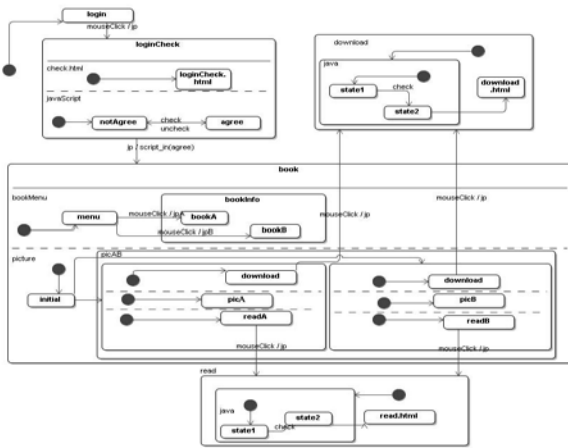 login
mouseClick / jp
loginCheck
check.html
loginCheck.
html
javaScript
notAgree
check
uncheck
agree
jp / script_in(agree)
download
java
state1
check
state2
download
.html
book
mouseClick / jp
mouseClick / jp
bookMenu
menu
mouseClick / jpA
mouseClick / jpB
bookInfo
bookA
bookB
picture
initial
picAB
download
picA
readA
download
picB
readB
mouseClick / jp
mouseClick / jp
read
java
state1
check
state2
read.html